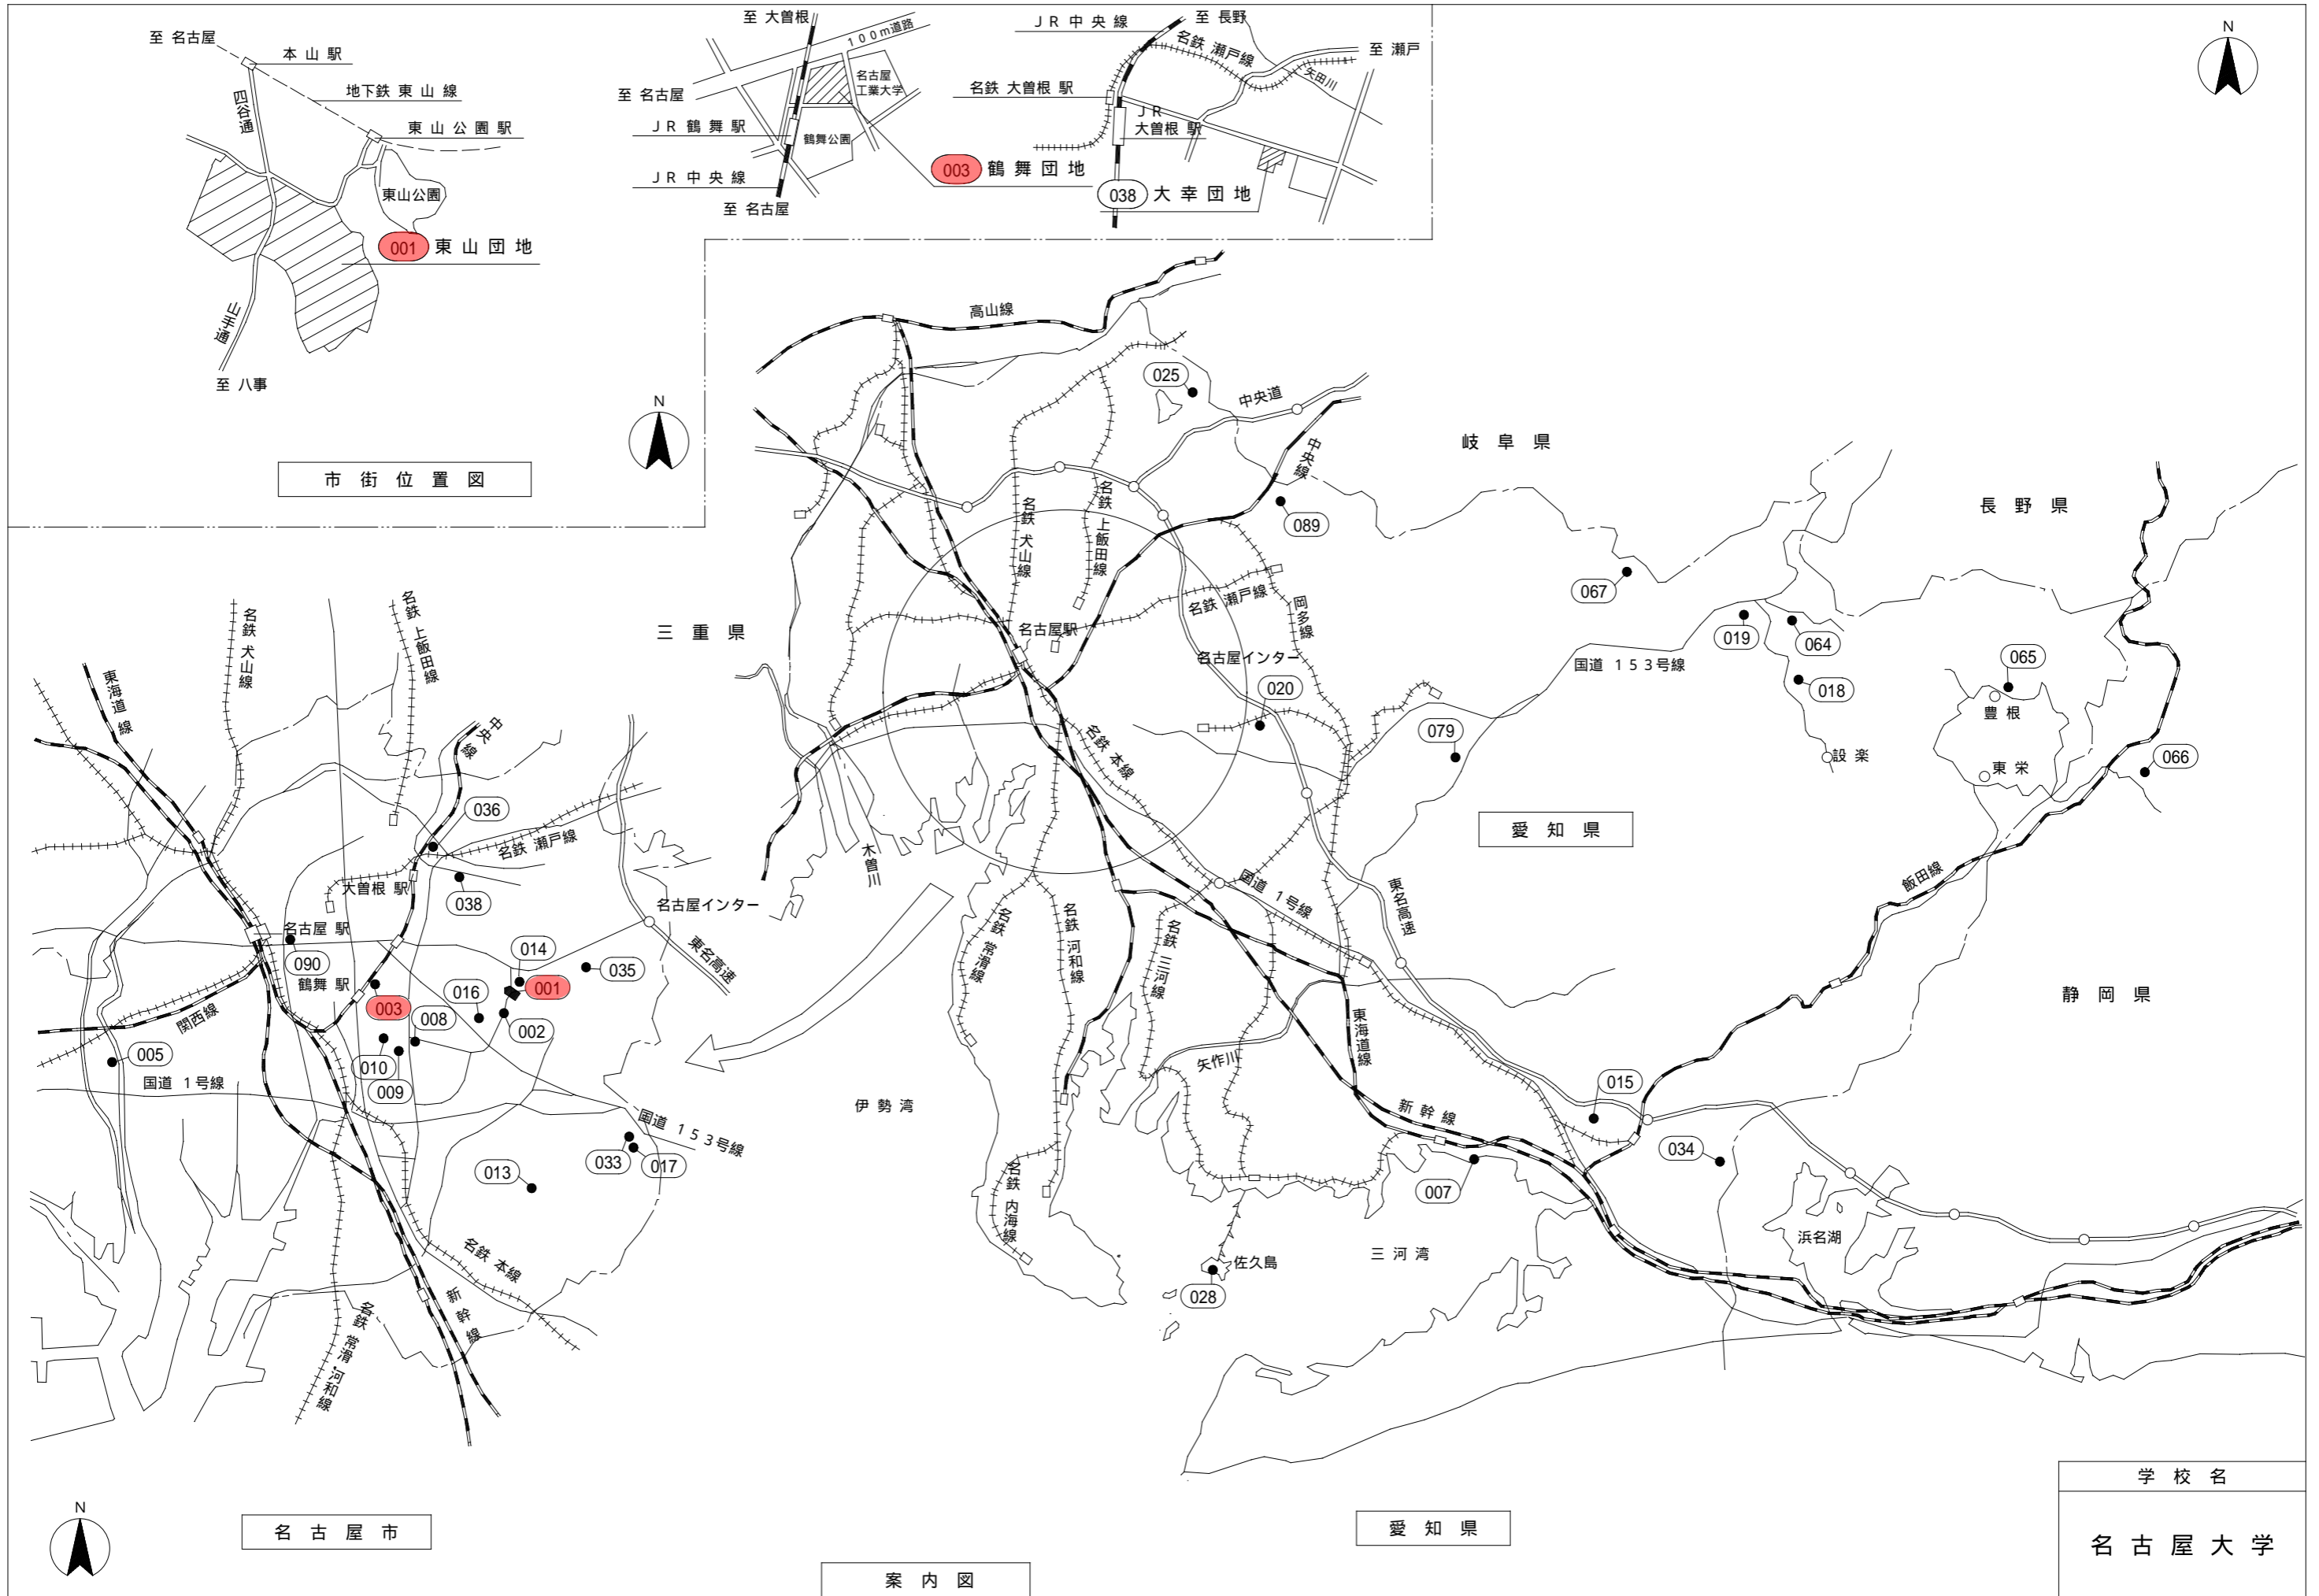 至 名古屋
本山駅
四谷通
地下鉄 東山線
東山公園駅
東山公園
001 東山団地
山手通
至 八事
市街位置図
N
至 大曽根
100m道路
名古屋
工業大学
至 名古屋
JR 鶴舞駅
鶴舞公園
JR 中央線
至 名古屋
003 鶴舞団地
JR 中央線
至 長野
名鉄 瀬戸線
至 瀬戸
矢田川
名鉄 大曽根 駅
JR
大曽根 駅
038 大幸団地
N
高山線
025
中央道
中央線
岐阜県
長野県
089
名鉄 犬山線
名鉄 上飯田線
名鉄 瀬戸線
岡多線
067
三重県
名古屋駅
名古屋インター
019
064
018
065
国道 153号線
豊根
020
079
設楽
東栄
066
名鉄 本線
愛知県
木曽川
飯田線
国道 1号線
東名高速
名鉄 常滑線
名鉄 河和線
名鉄 三河線
静岡県
東海道線
矢作川
伊勢湾
015
新幹線
034
007
名鉄 内海線
浜名湖
佐久島
三河湾
028
名鉄 犬山線
名鉄 上飯田線
東海道線
中央線
036
名鉄 瀬戸線
大曽根 駅
038
名古屋インター
名古屋 駅
090
014
035
東名高速
鶴舞 駅
001
003
016
008
002
関西線
005
010
009
国道 1号線
国道 153号線
033
017
013
名鉄 本線
新幹線
名鉄 常滑・河和線
N
名古屋市
愛知県
案内図
学校名
名古屋大学